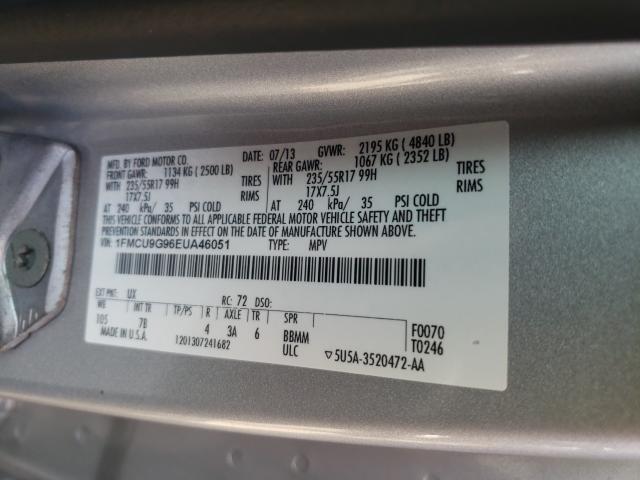 MFD. BY FORD MOTOR CO.
DATE: 07/13 GVWR: 2195 KG ( 4840 LB)
FRONT GAWR: 1134 KG ( 2500 LB) REAR GAWR: 1067 KG ( 2352 LB)
WITH 235/55R17 99H TIRES WITH 235/55R17 99H TIRES
17X7.5J RIMS 17X7.5J RIMS
AT 240 kPa/ 35 PSI COLD AT 240 kPa/ 35 PSI COLD
THIS VEHICLE CONFORMS TO ALL APPLICABLE FEDERAL MOTOR VEHICLE SAFETY AND THEFT
PREVENTION STANDARDS IN EFFECT ON THE DATE OF MANUFACTURE SHOWN ABOVE.
VIN: 1FMCU9G96EUA46051 TYPE: MPV
EXT PNT: UX RC: 72 DSO:
WB INT TR TP/PS R AXLE TR SPR
105 7B 4 3A 6 BBMM F0070
MADE IN U.S.A. 1201307241682 ULC ▽5U5A-3520472-AA T0246